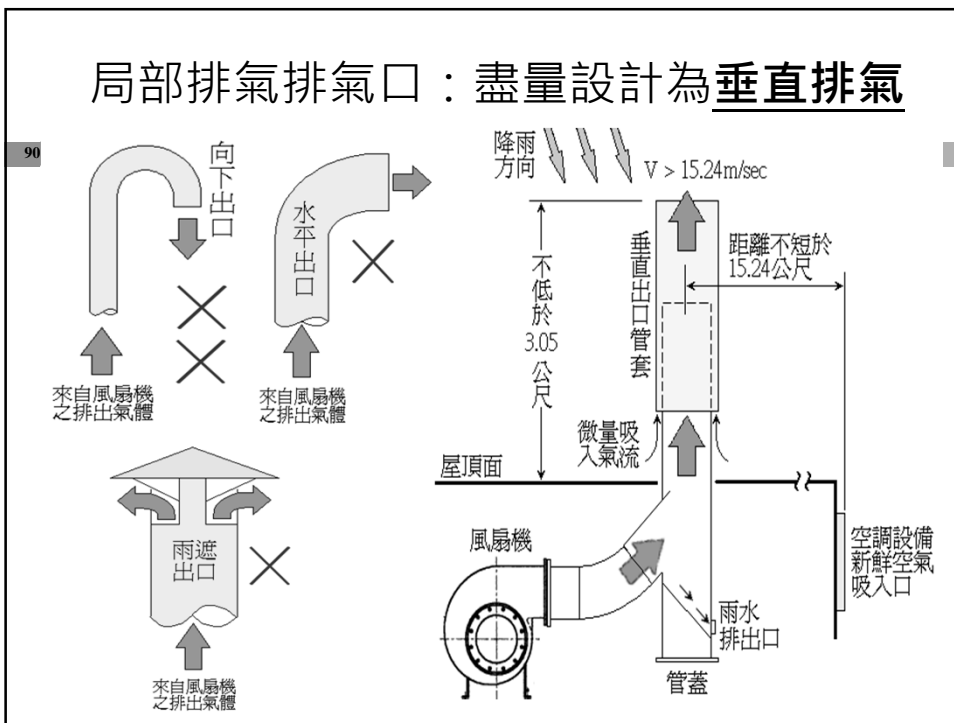 局部排氣排氣口：盡量設計為垂直排氣
90
向下出口
來自風扇機
之排出氣體
水平出口
來自風扇機
之排出氣體
雨遮
出口
來自風扇機
之排出氣體
降雨
方向
V > 15.24m/sec
不低於
3.05
公尺
垂直出口管套
距離不短於
15.24公尺
微量吸
入氣流
屋頂面
風扇機
雨水
排出口
管蓋
空調設備
新鮮空氣
吸入口